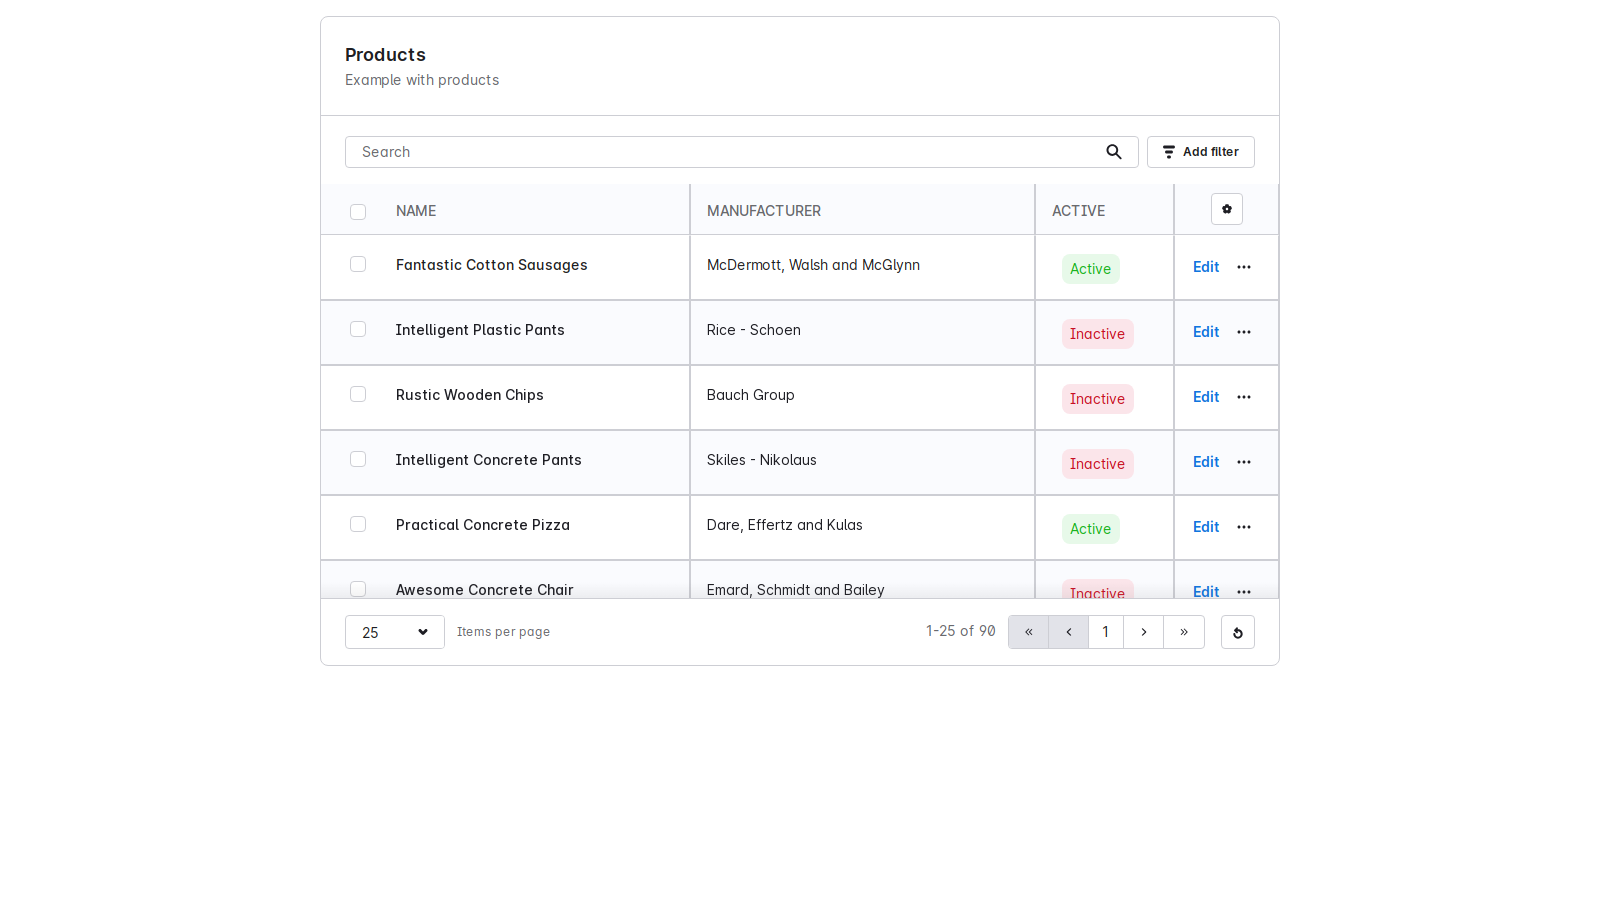 Products
Example with products
Search
Add filter
NAME MANUFACTURER ACTIVE
Fantastic Cotton Sausages McDermott, Walsh and McGlynn Active Edit
Intelligent Plastic Pants Rice - Schoen Inactive Edit
Rustic Wooden Chips Bauch Group Inactive Edit
Intelligent Concrete Pants Skiles - Nikolaus Inactive Edit
Practical Concrete Pizza Dare, Effertz and Kulas Active Edit
Awesome Concrete Chair Emard, Schmidt and Bailey Inactive Edit
25 Items per page 1-25 of 90 « ‹ 1 › »